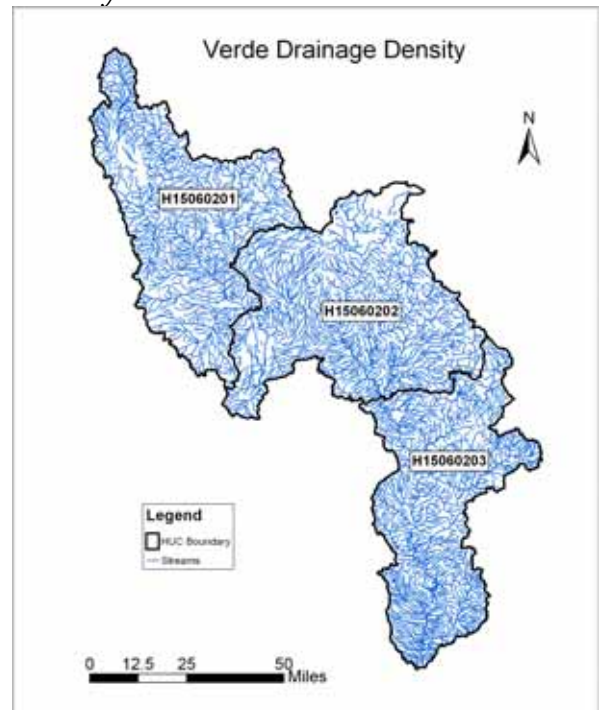 Verde Drainage Density
N
H15060201
H15060202
H15060203
Legend
HUC Boundary
Streams
0 12.5 25 50
Miles